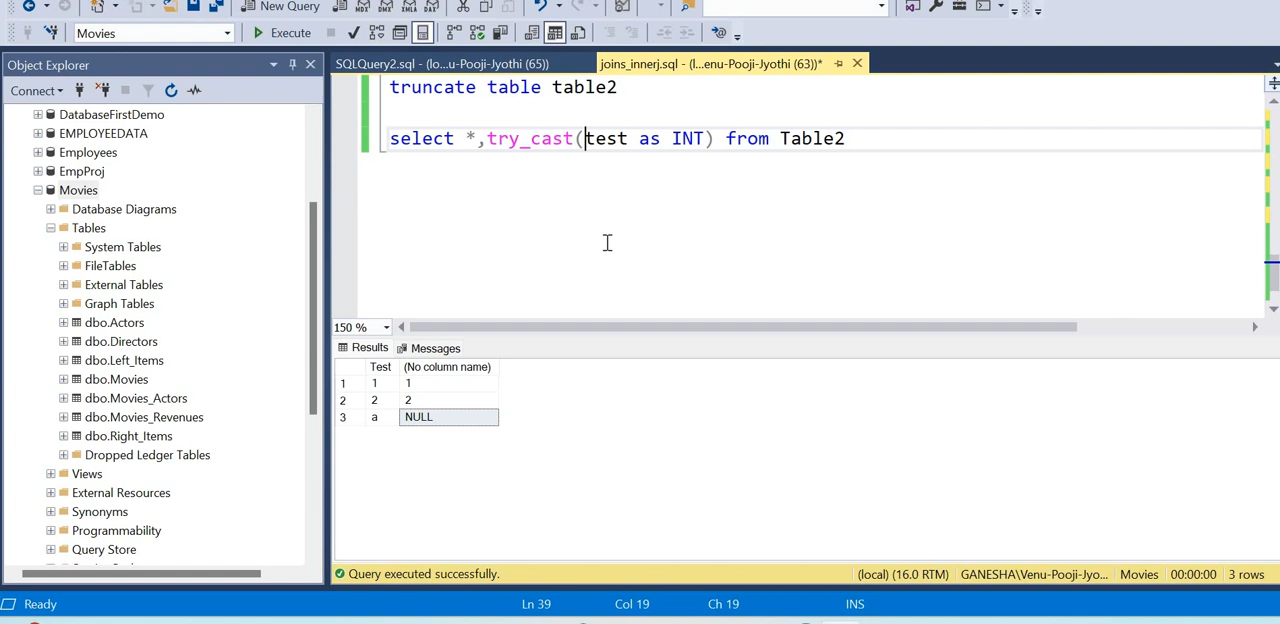 New Query
Movies
Execute
Object Explorer
SQLQuery2.sql - (lo...u-Pooji-Jyothi (65))
joins_innerj.sql - (l...enu-Pooji-Jyothi (63))*
Connect
truncate table table2
select *,try_cast(test as INT) from Table2
DatabaseFirstDemo
EMPLOYEEDATA
Employees
EmpProj
Movies
Database Diagrams
Tables
System Tables
FileTables
External Tables
Graph Tables
dbo.Actors
dbo.Directors
dbo.Left_Items
dbo.Movies
dbo.Movies_Actors
dbo.Movies_Revenues
dbo.Right_Items
Dropped Ledger Tables
Views
External Resources
Synonyms
Programmability
Query Store
150 %
Results Messages
Test (No column name)
1 1 1
2 2 2
3 a NULL
Query executed successfully.
(local) (16.0 RTM) GANESHA\Venu-Pooji-Jyo... Movies 00:00:00 3 rows
Ready Ln 39 Col 19 Ch 19 INS